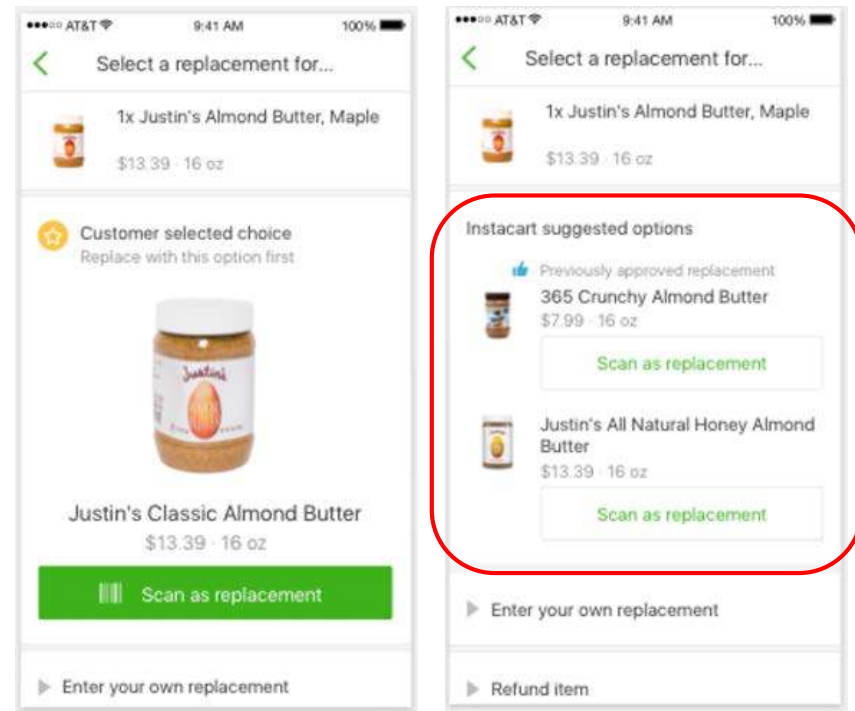 AT&T 9:41 AM 100%
Select a replacement for...
1x Justin's Almond Butter, Maple
$13.39 · 16 oz
Customer selected choice
Replace with this option first
Justin's
Justin's Classic Almond Butter
$13.39 · 16 oz
Scan as replacement
Enter your own replacement
AT&T 9:41 AM 100%
Select a replacement for...
1x Justin's Almond Butter, Maple
$13.39 · 16 oz
Instacart suggested options
Previously approved replacement
365 Crunchy Almond Butter
$7.99 · 16 oz
Scan as replacement
Justin's All Natural Honey Almond
Butter
$13.39 · 16 oz
Scan as replacement
Enter your own replacement
Refund item